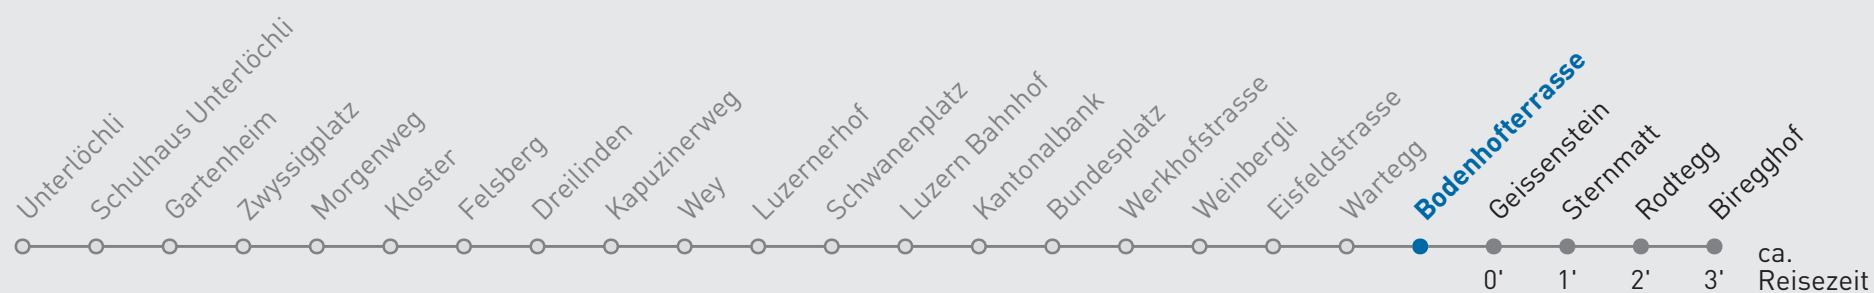 Unterlöchli
Schulhaus Unterlöchli
Gartenheim
Zwyssigplatz
Morgenweg
Kloster
Felsberg
Dreilinden
Kapuzinerweg
Wey
Luzernerhof
Schwanenplatz
Luzern Bahnhof
Kantonalbank
Bundesplatz
Werkhofstrasse
Weinbergli
Eisfeldstrasse
Wartegg
Bodenhofterrasse
Geissenstein
Sternmatt
Rodtegg
Biregghof
0' 1' 2' 3'
ca.
Reisezeit